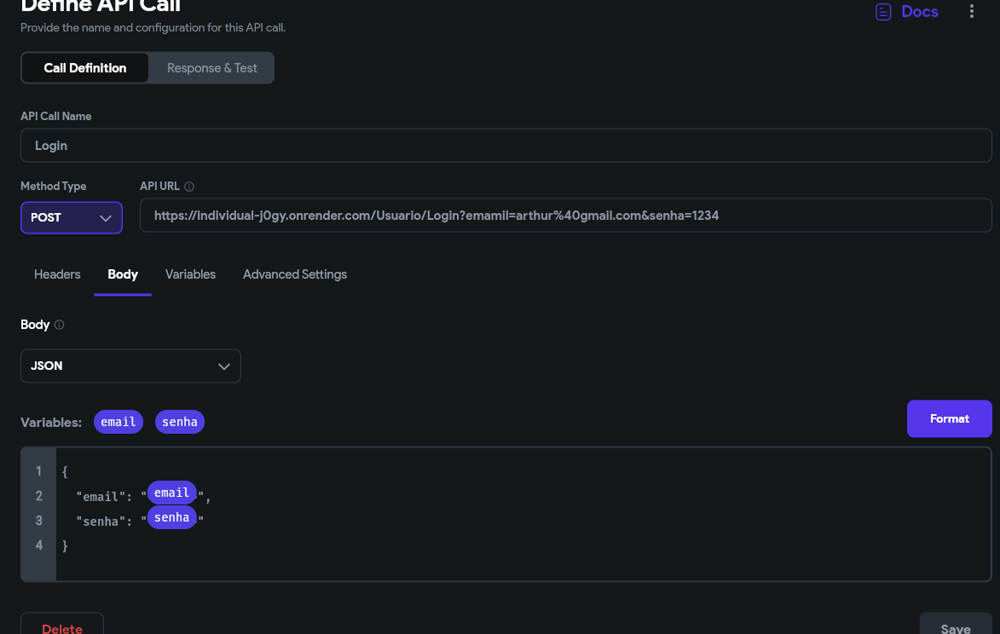 Define API Call
Docs
Provide the name and configuration for this API call.
Call Definition
Response & Test
API Call Name
Login
Method Type
API URL
POST
https://individual-j0gy.onrender.com/Usuario/Login?emamil=arthur%40gmail.com&senha=1234
Headers
Body
Variables
Advanced Settings
Body
JSON
Variables: email senha
Format
1 {
2 "email": "email",
3 "senha": "senha"
4 }
Delete
Save